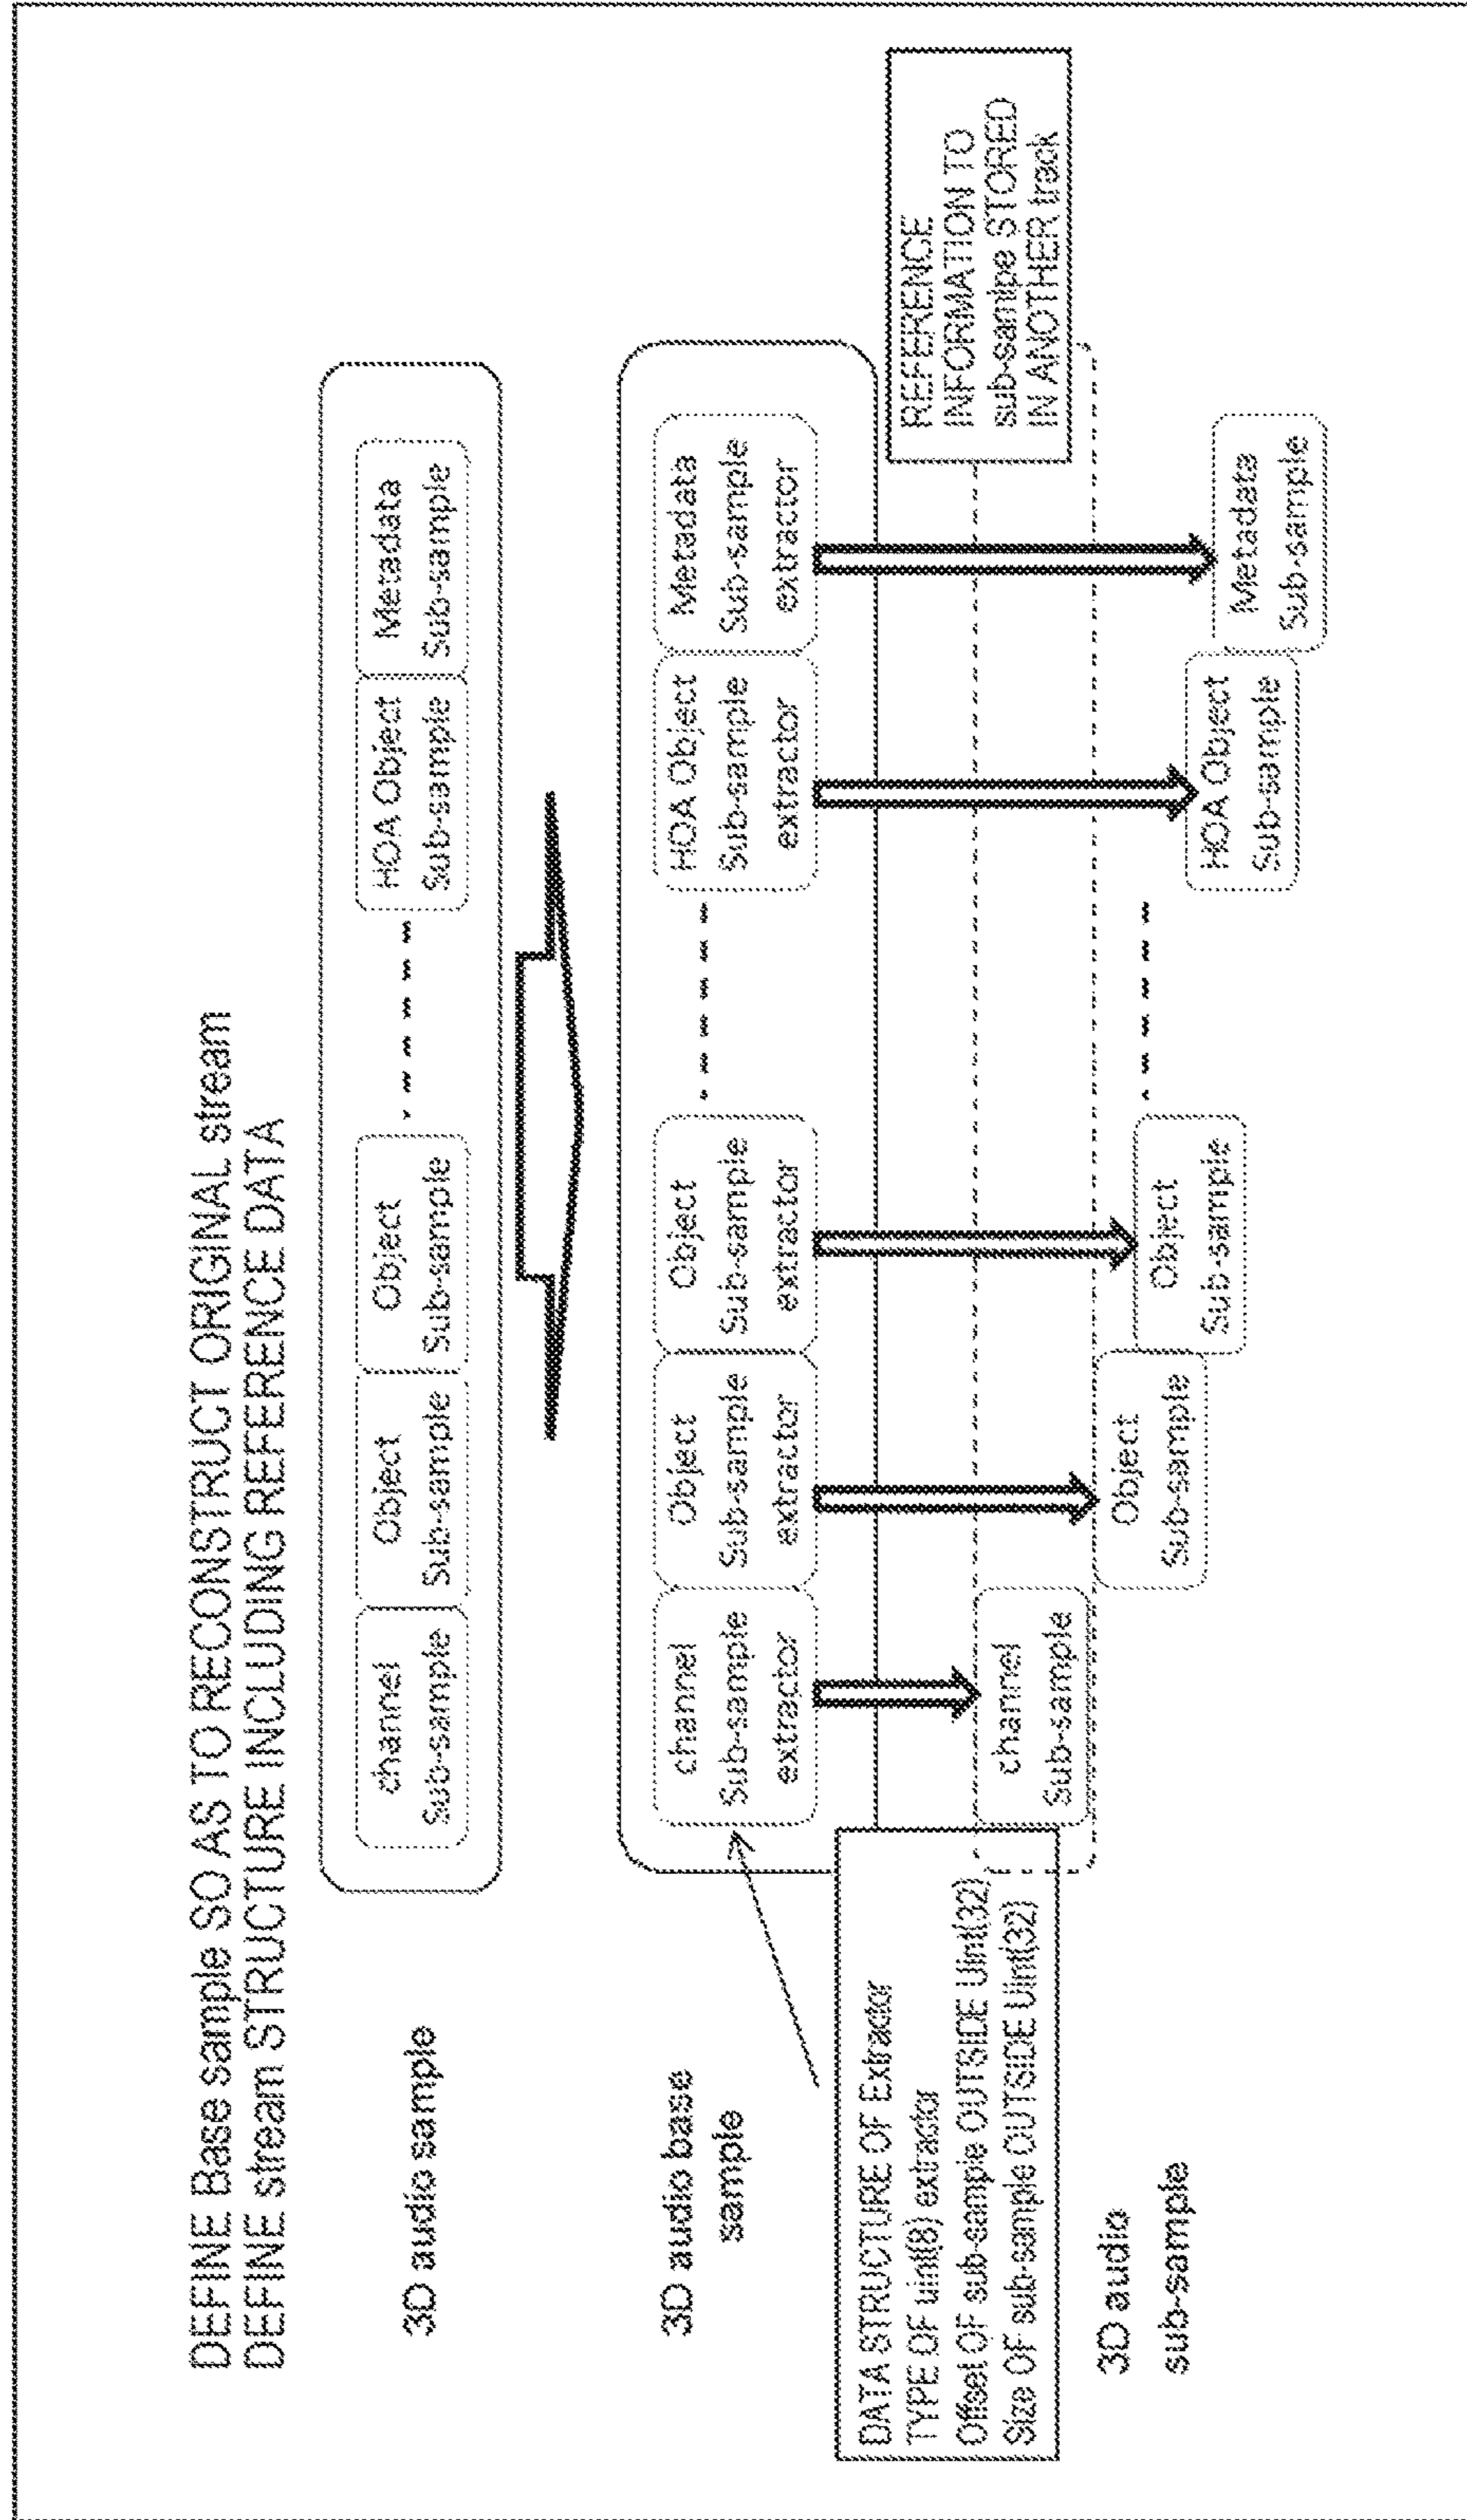 DEFINE Base sample SO AS TO RECONSTRUCT ORIGINAL stream
DEFINE stream STRUCTURE INCLUDING REFERENCE DATA
3D audio sample
channel
Sub-sample
Object
Sub-sample
Object
Sub-sample
HOA Object
Sub-sample
Metadata
Sub-sample
3D audio base
sample
channel
Sub-sample
extractor
Object
Sub-sample
extractor
Object
Sub-sample
extractor
HOA Object
Sub-sample
extractor
Metadata
Sub-sample
extractor
DATA STRUCTURE OF Extractor
TYPE OF uint(8) extractor
Offset OF sub-sample OUTSIDE Uint(32)
Size OF sub-sample OUTSIDE Uint(32)
REFERENCE
INFORMATION TO
sub-samlpe STORED
IN ANOTHER track
3D audio
sub-sample
channel
Sub-sample
Object
Sub-sample
Object
Sub-sample
HOA Object
Sub-sample
Metadata
Sub-sample